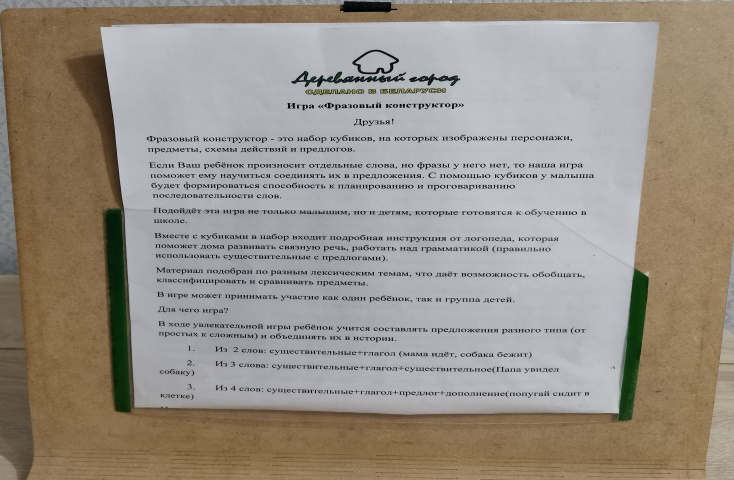 Деревянный город
СДЕЛАНО В БЕЛАРУСИ
Игра «Фразовый конструктор»
Друзья!
Фразовый конструктор - это набор кубиков, на которых изображены персонажи,
предметы, схемы действий и предлогов.
Если Ваш ребёнок произносит отдельные слова, но фразы у него нет, то наша игра
поможет ему научиться соединять их в предложения. С помощью кубиков у малыша
будет формироваться способность к планированию и проговариванию
последовательности слов.
Подойдёт эта игра не только малышам, но и детям, которые готовятся к обучению в
школе.
Вместе с кубиками в набор входит подробная инструкция от логопеда, которая
поможет дома развивать связную речь, работать над грамматикой (правильно
использовать существительные с предлогами).
Материал подобран по разным лексическим темам, что даёт возможность обобщать,
классифицировать и сравнивать предметы.
В игре может принимать участие как один ребёнок, так и группа детей.
Для чего игра?
В ходе увлекательной игры ребёнок учится составлять предложения разного типа (от
простых к сложным) и объединять их в истории.
1. Из 2 слов: существительные+глагол (мама идёт, собака бежит)
2. Из 3 слова: существительные+глагол+существительное(Папа увидел
собаку)
3. Из 4 слов: существительные+глагол+предлог+дополнение(попугай сидит в
клетке)